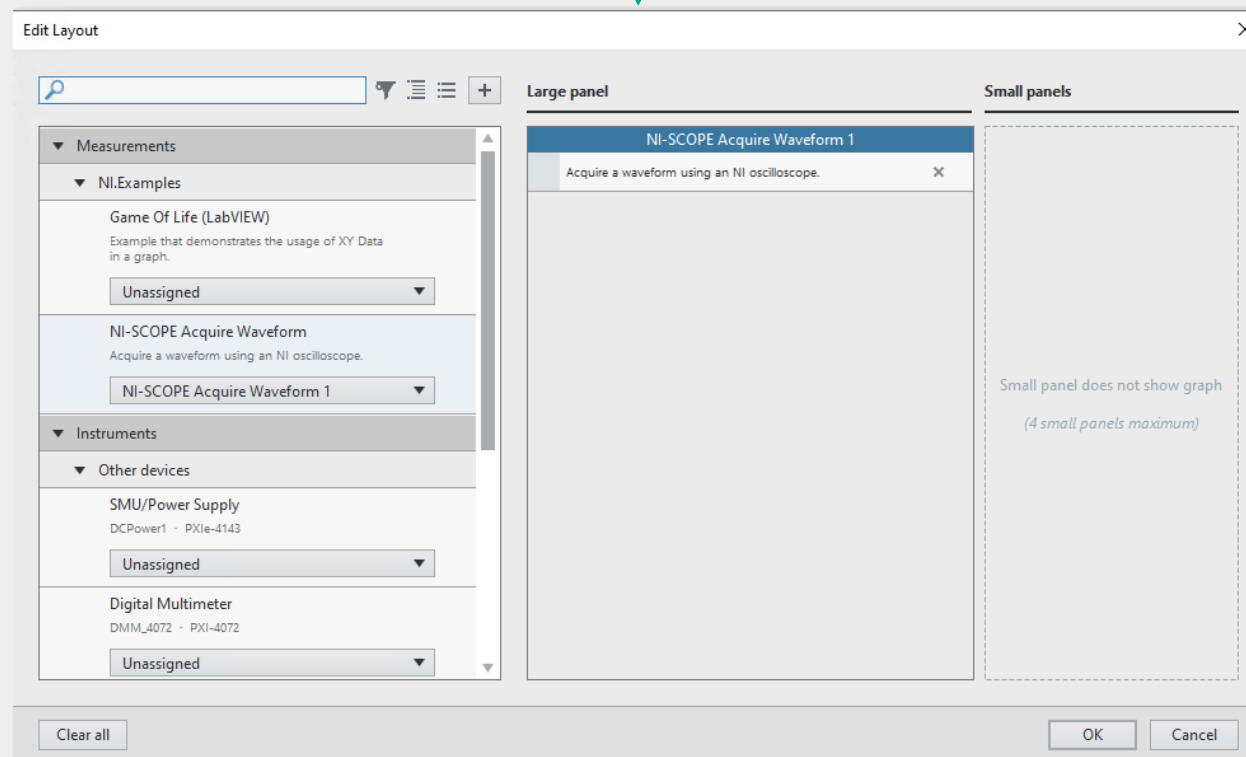 Edit Layout
Measurements
NI.Examples
Game Of Life (LabVIEW)
Example that demonstrates the usage of XY Data
in a graph.
Unassigned
NI-SCOPE Acquire Waveform
Acquire a waveform using an NI oscilloscope.
NI-SCOPE Acquire Waveform 1
Instruments
Other devices
SMU/Power Supply
DCPower1 · PXIe-4143
Unassigned
Digital Multimeter
DMM_4072 · PXI-4072
Unassigned
Large panel
NI-SCOPE Acquire Waveform 1
Acquire a waveform using an NI oscilloscope.
Small panels
Small panel does not show graph
(4 small panels maximum)
Clear all
OK
Cancel